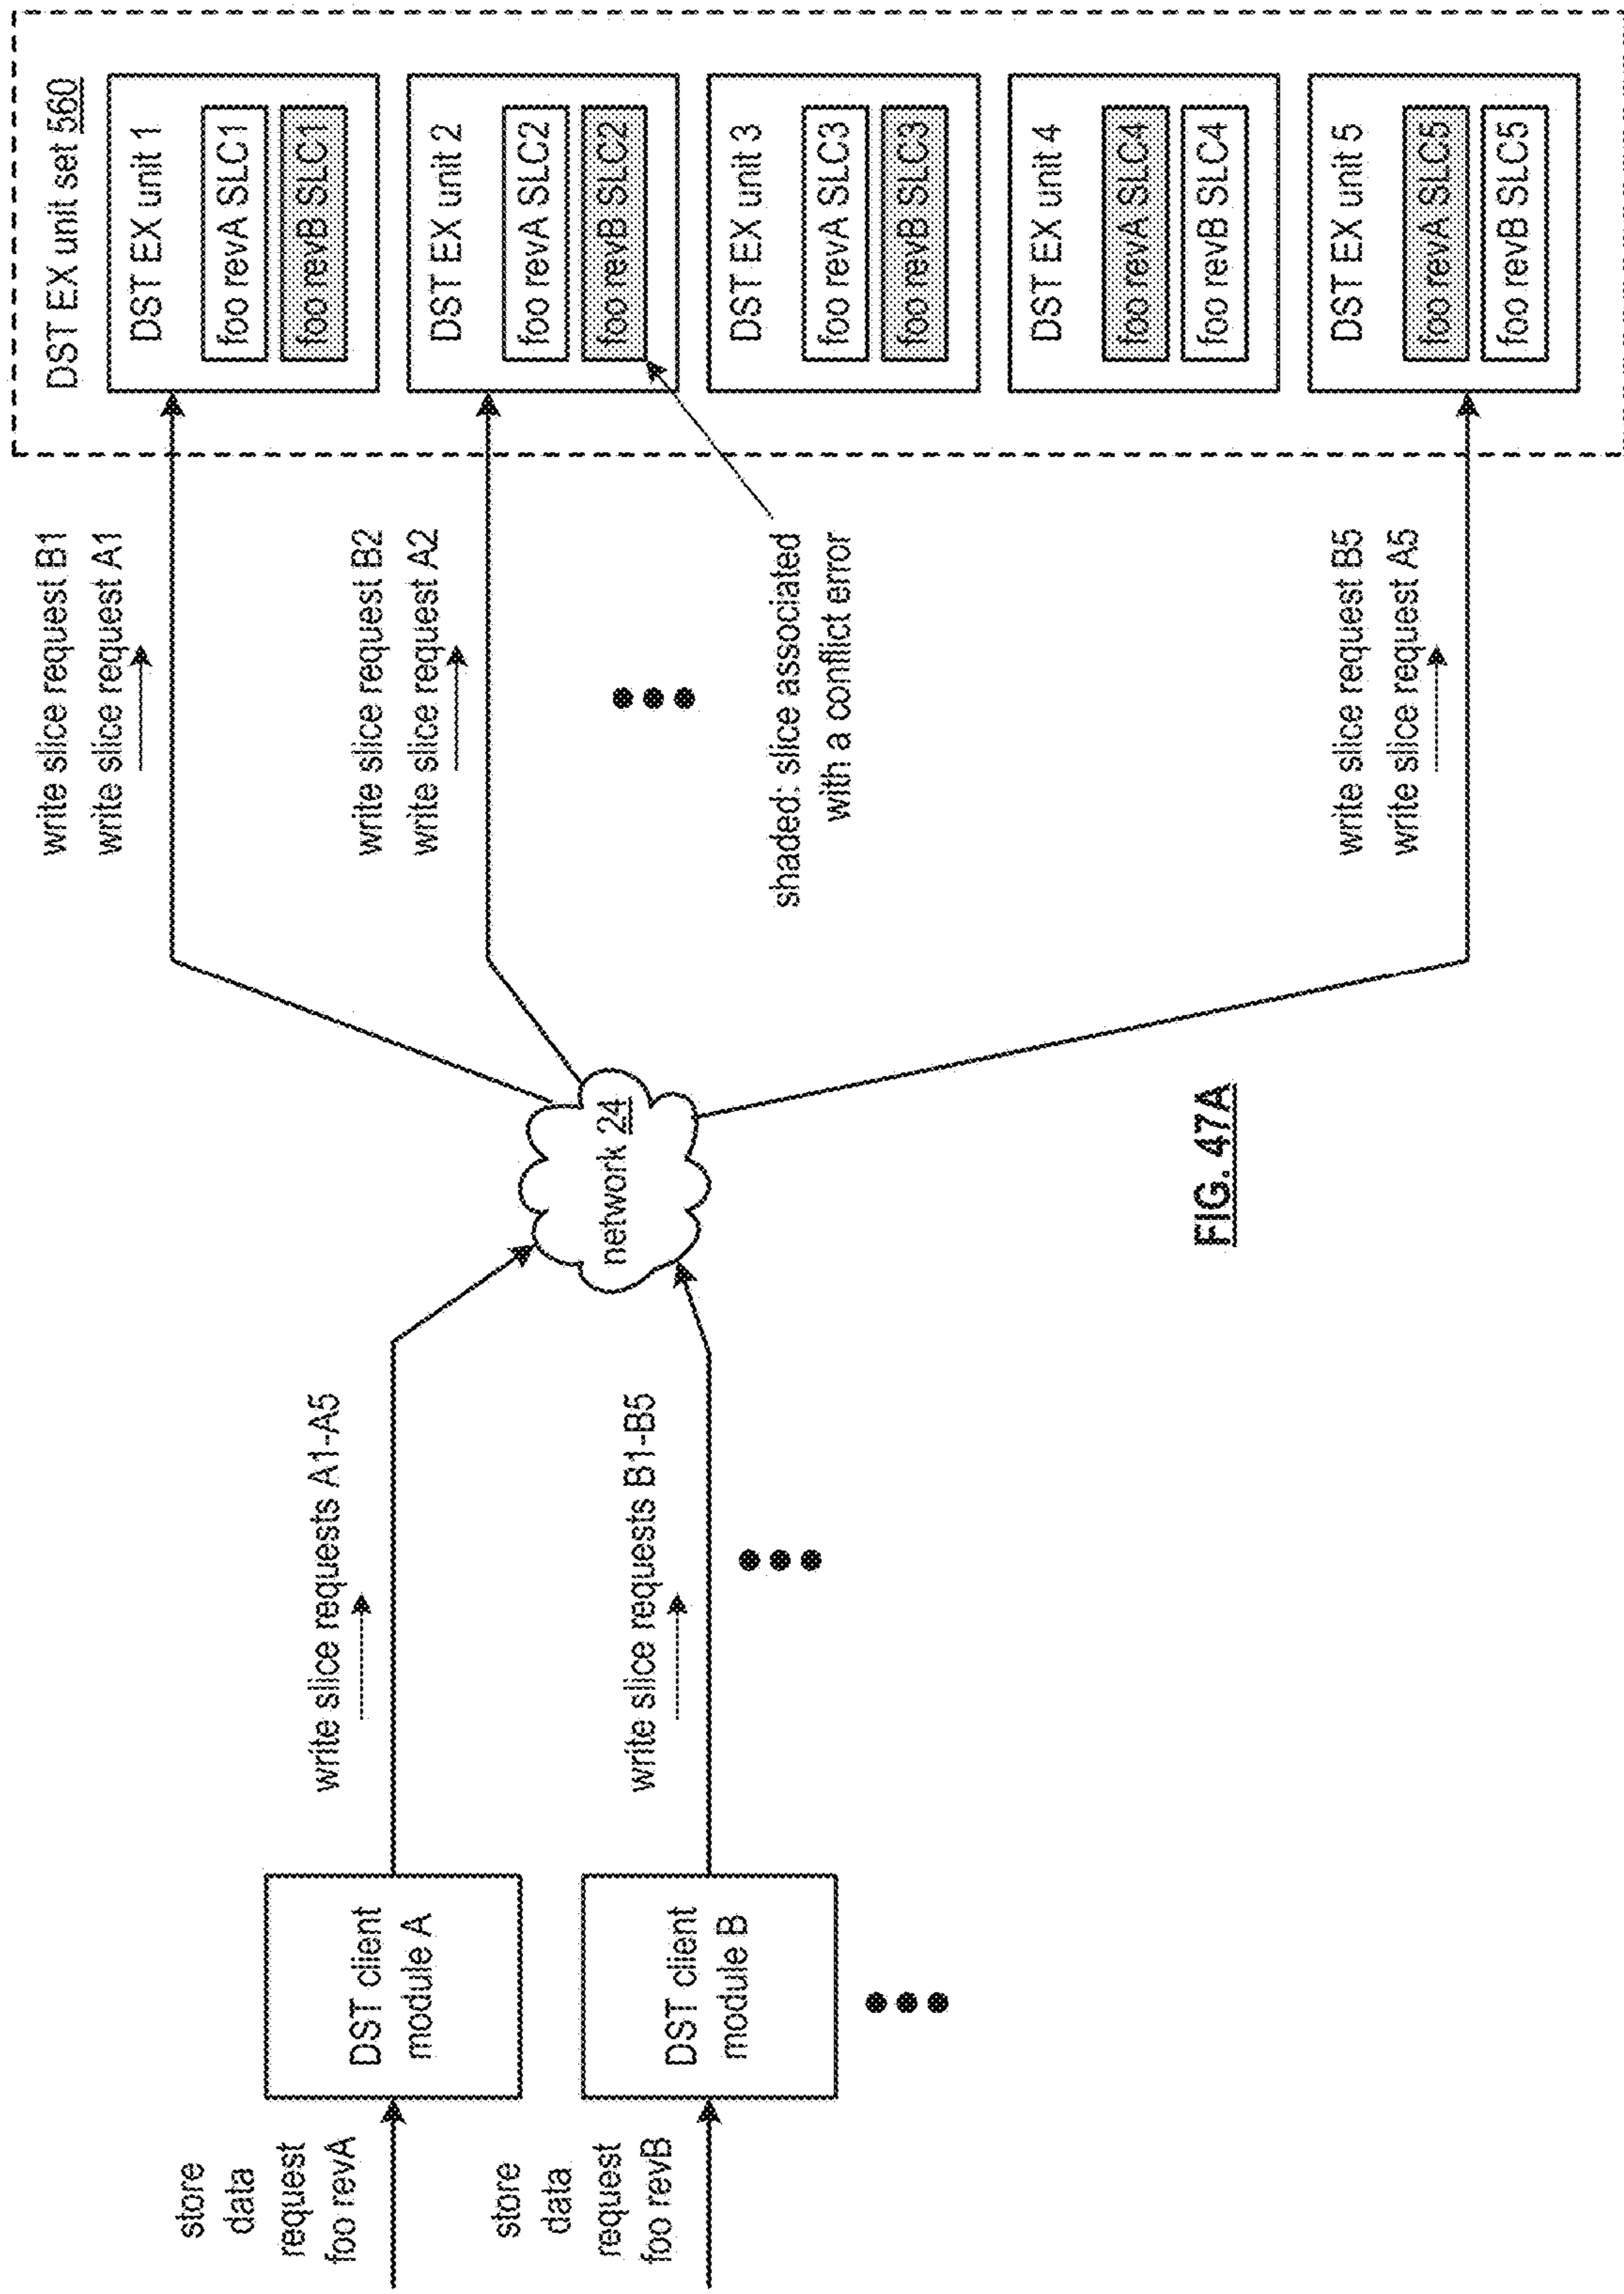 store
data
request
foo revA
DST client
module A
write slice requests A1-A5
store
data
request
foo revB
DST client
module B
write slice requests B1-B5
network 24
write slice request B1
write slice request A1
write slice request B2
write slice request A2
shaded: slice associated
with a conflict error
write slice request B5
write slice request A5
DST EX unit set 560
DST EX unit 1
foo revA SLC1
foo revB SLC1
DST EX unit 2
foo revA SLC2
foo revB SLC2
DST EX unit 3
foo revA SLC3
foo revB SLC3
DST EX unit 4
foo revA SLC4
foo revB SLC4
DST EX unit 5
foo revA SLC5
foo revB SLC5
FIG. 47A